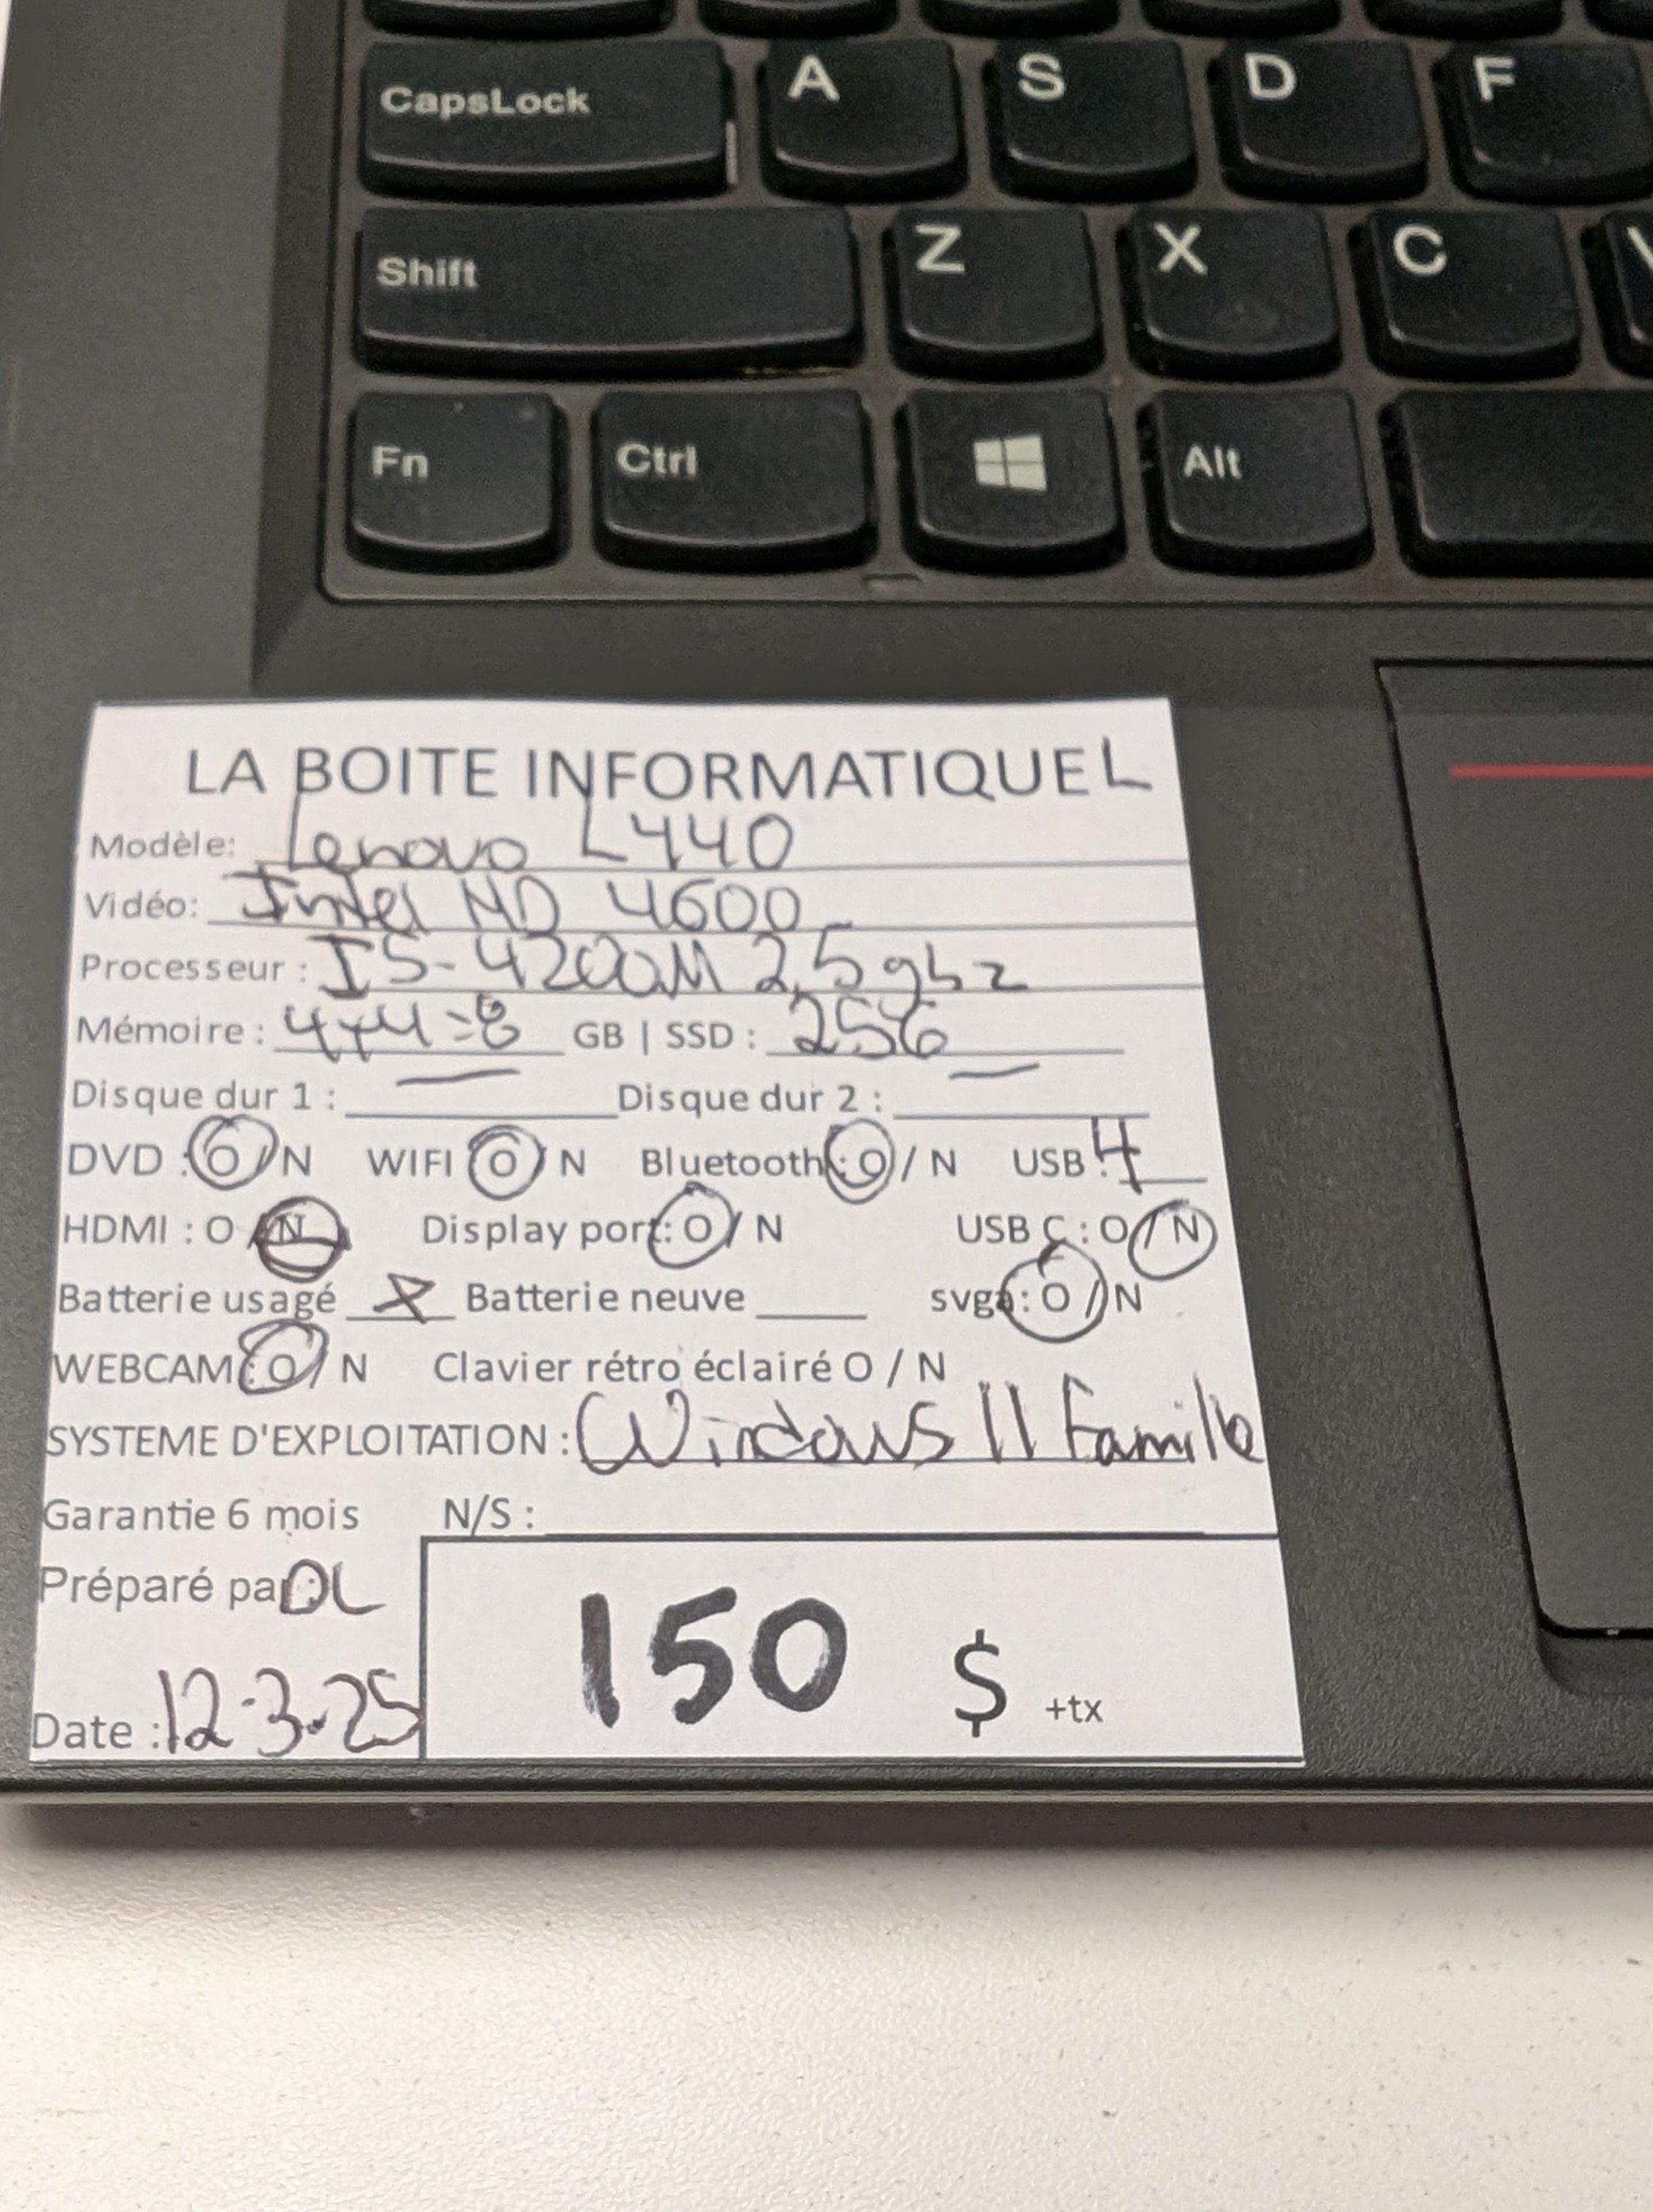 CapsLock A S D F
Shift Z X C
Fn Ctrl Alt
LA BOITE INFORMATIQUE L
Modèle: Lenovo L440
Vidéo: Intel HD 4600
Processeur : I5-4200M 2,5 ghz
Mémoire : 4+4=8 GB | SSD : 256
Disque dur 1 : — Disque dur 2 : —
DVD : O / N WIFI O / N Bluetooth : O / N USB : 4
HDMI : O / N Display port : O / N USB C : O / N
Batterie usagé X Batterie neuve svga : O / N
WEBCAM : O / N Clavier rétro éclairé O / N
SYSTEME D'EXPLOITATION : Windows 11 Famille
Garantie 6 mois N/S :
Préparé par : DL
150 $ +tx
Date : 12-3-25